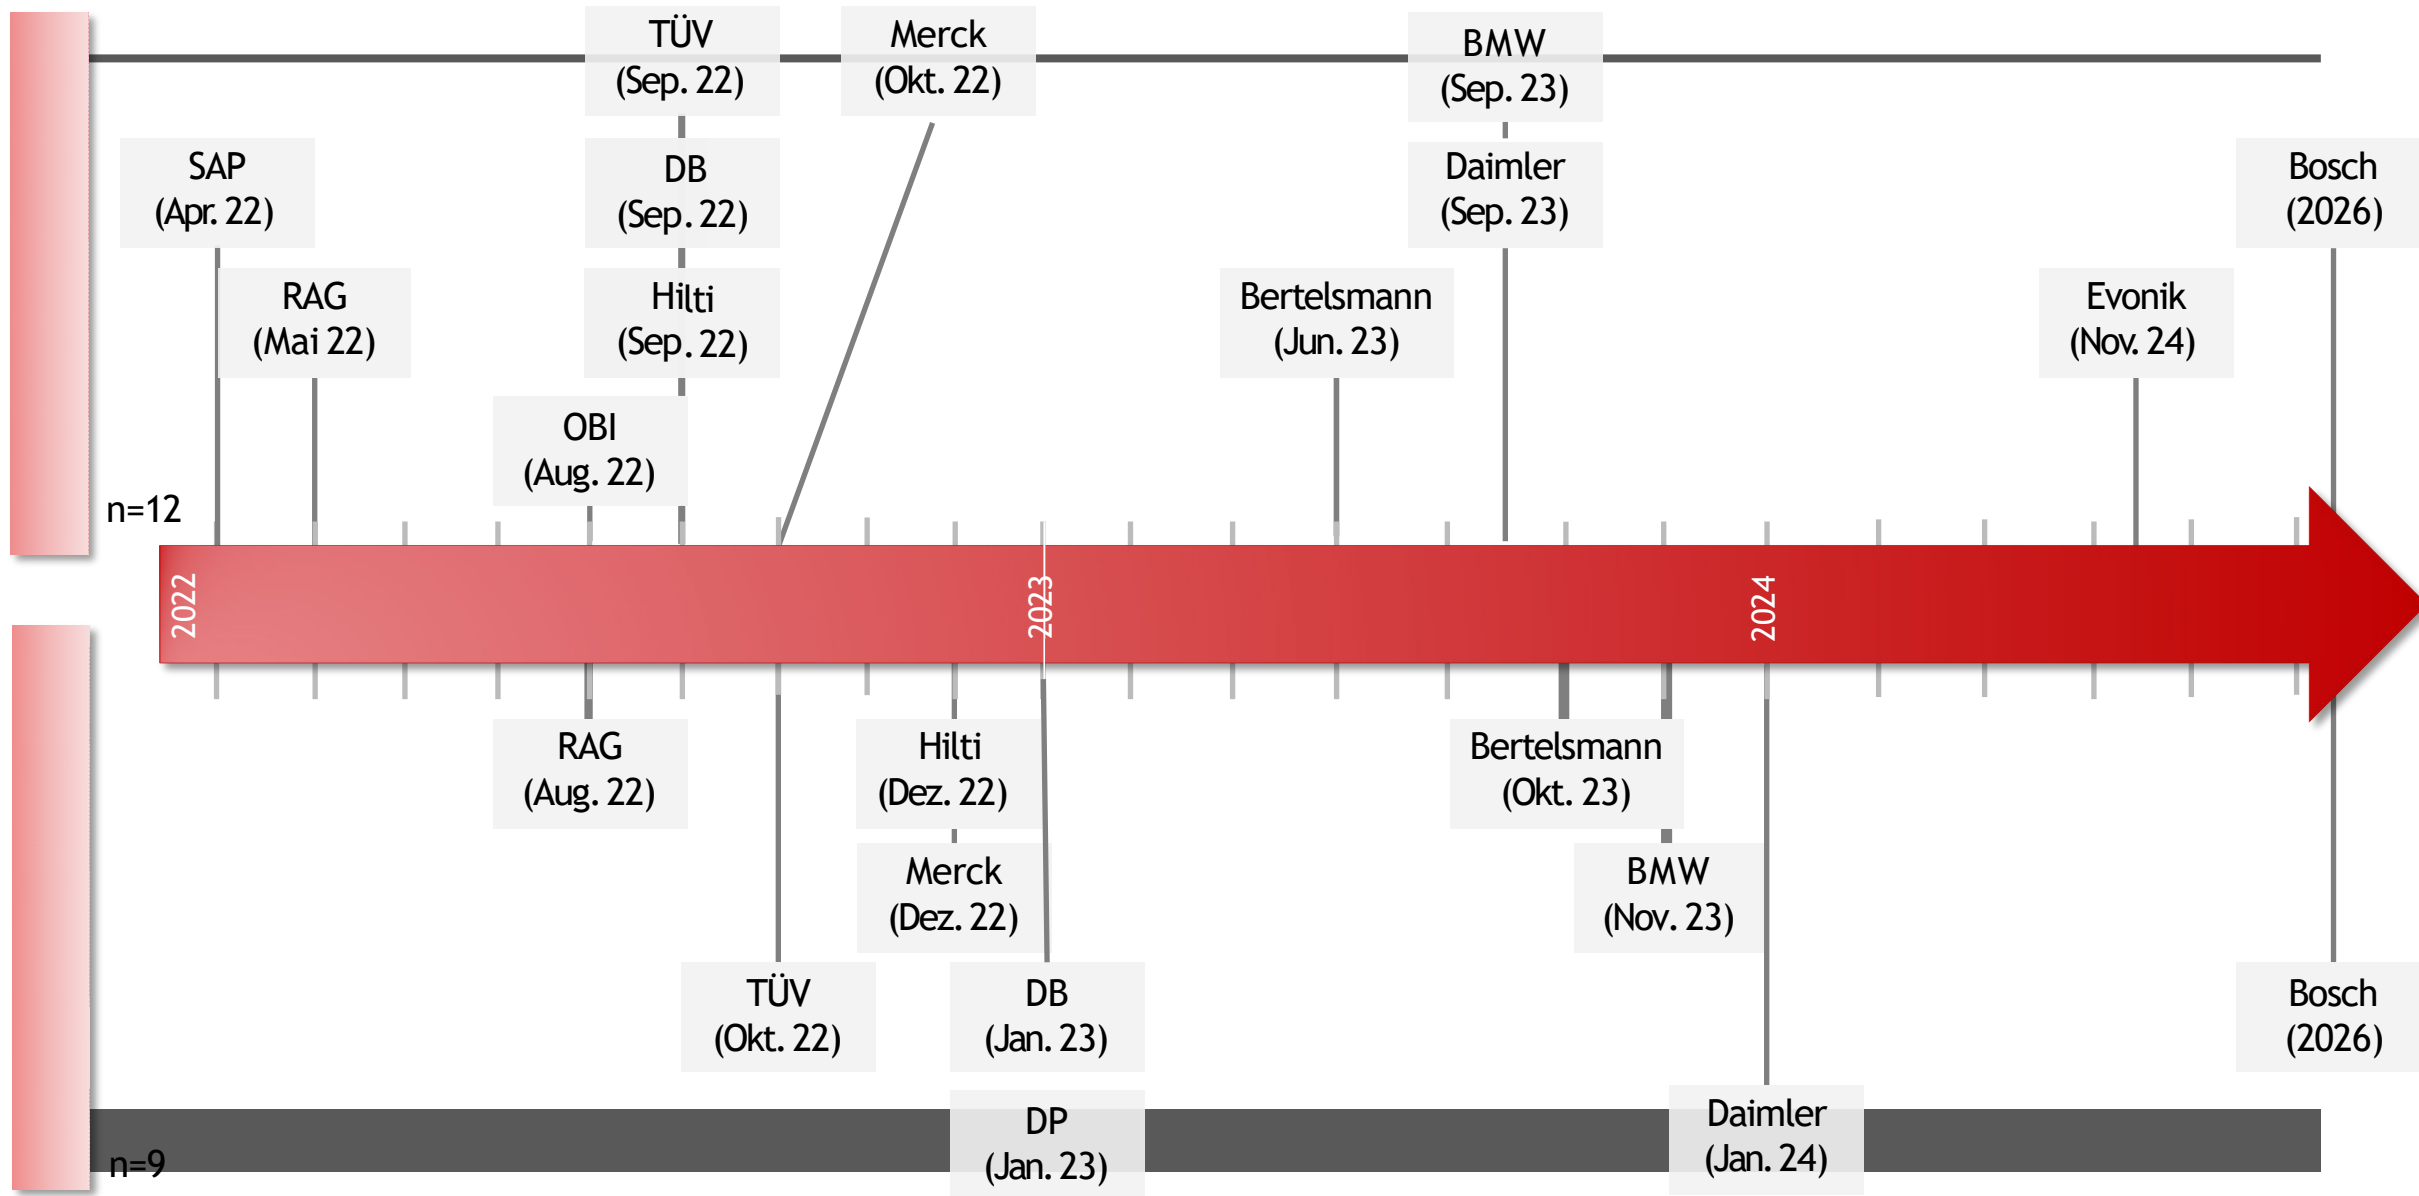 TÜV
(Sep. 22)
Merck
(Okt. 22)
BMW
(Sep. 23)
SAP
(Apr. 22)
DB
(Sep. 22)
Daimler
(Sep. 23)
Bosch
(2026)
RAG
(Mai 22)
Hilti
(Sep. 22)
Bertelsmann
(Jun. 23)
Evonik
(Nov. 24)
OBI
(Aug. 22)
n=12
2022
2023
2024
RAG
(Aug. 22)
Hilti
(Dez. 22)
Bertelsmann
(Okt. 23)
Merck
(Dez. 22)
BMW
(Nov. 23)
TÜV
(Okt. 22)
DB
(Jan. 23)
Bosch
(2026)
DP
(Jan. 23)
Daimler
(Jan. 24)
n=9